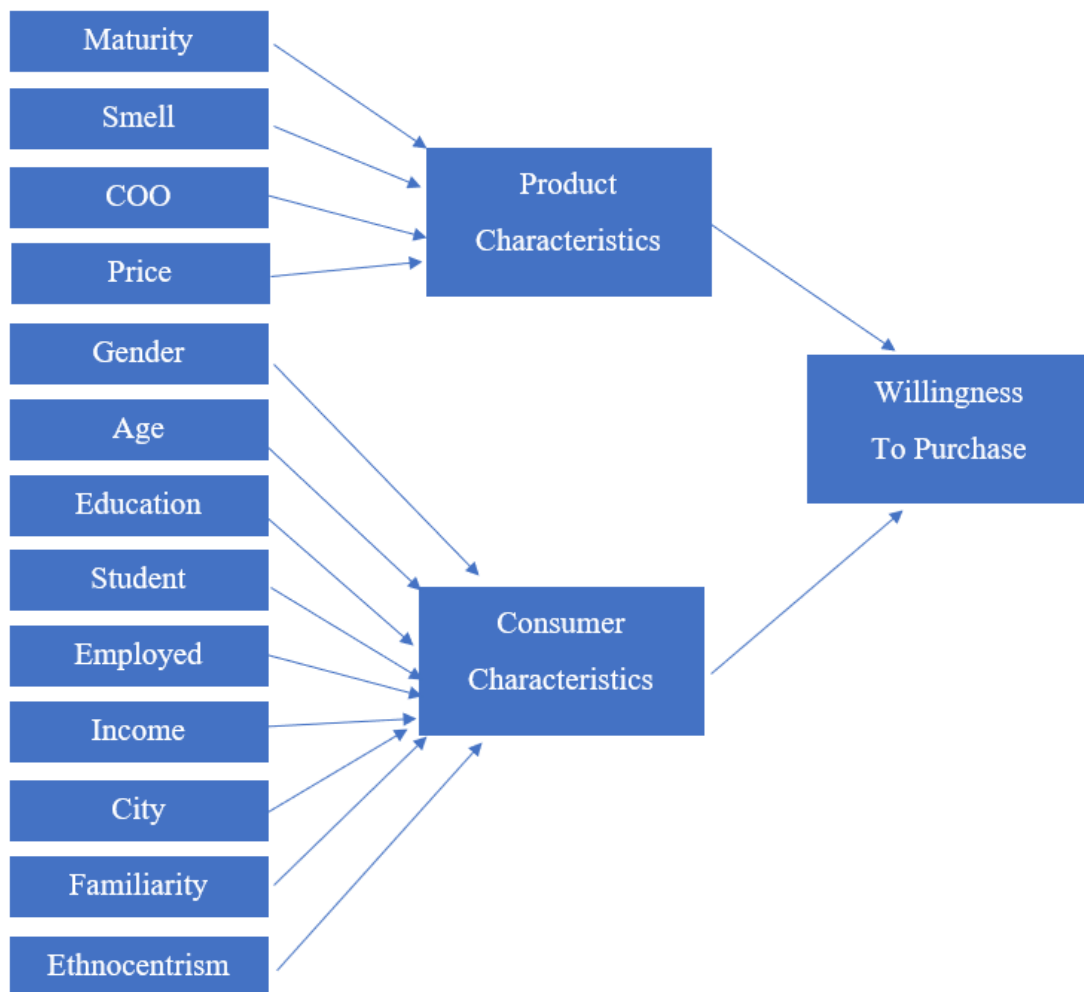 Maturity
Smell
COO
Price
Gender
Age
Education
Student
Employed
Income
City
Familiarity
Ethnocentrism
Product
Characteristics
Consumer
Characteristics
Willingness
To Purchase